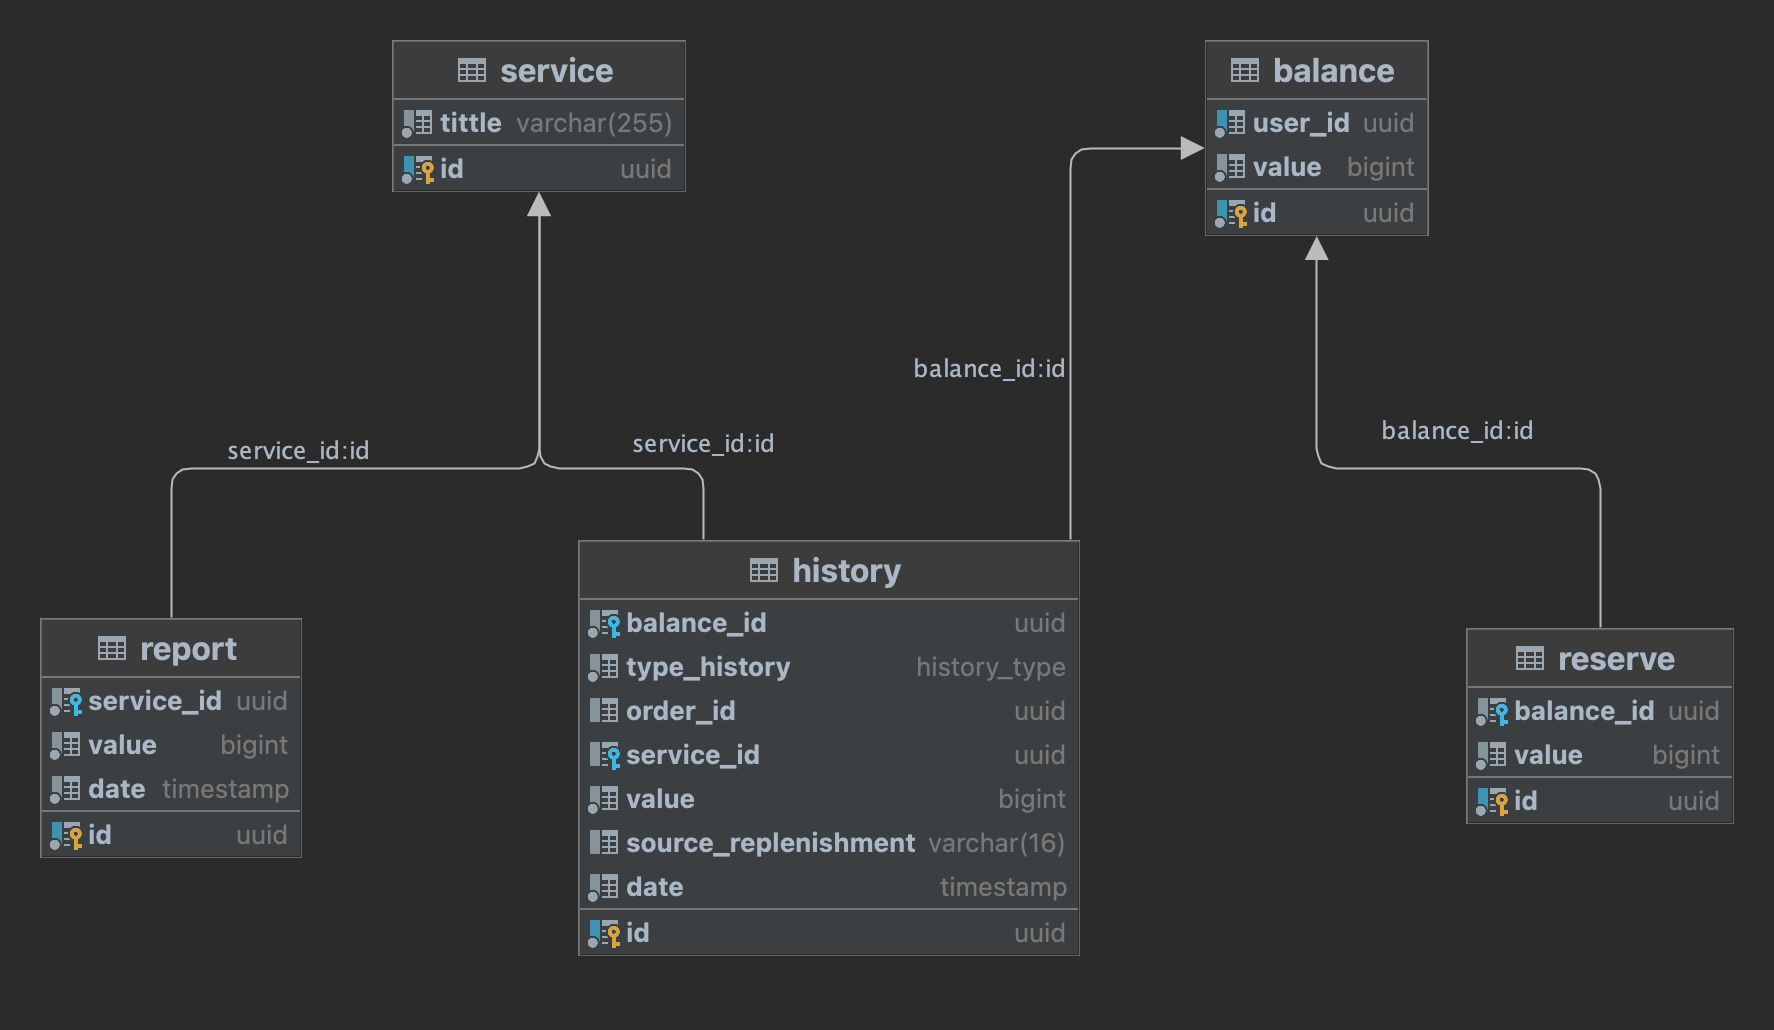 service
tittle varchar(255)
id uuid
balance
user_id uuid
value bigint
id uuid
balance_id:id
balance_id:id
service_id:id
service_id:id
history
balance_id uuid
type_history history_type
order_id uuid
service_id uuid
value bigint
source_replenishment varchar(16)
date timestamp
id uuid
report
service_id uuid
value bigint
date timestamp
id uuid
reserve
balance_id uuid
value bigint
id uuid